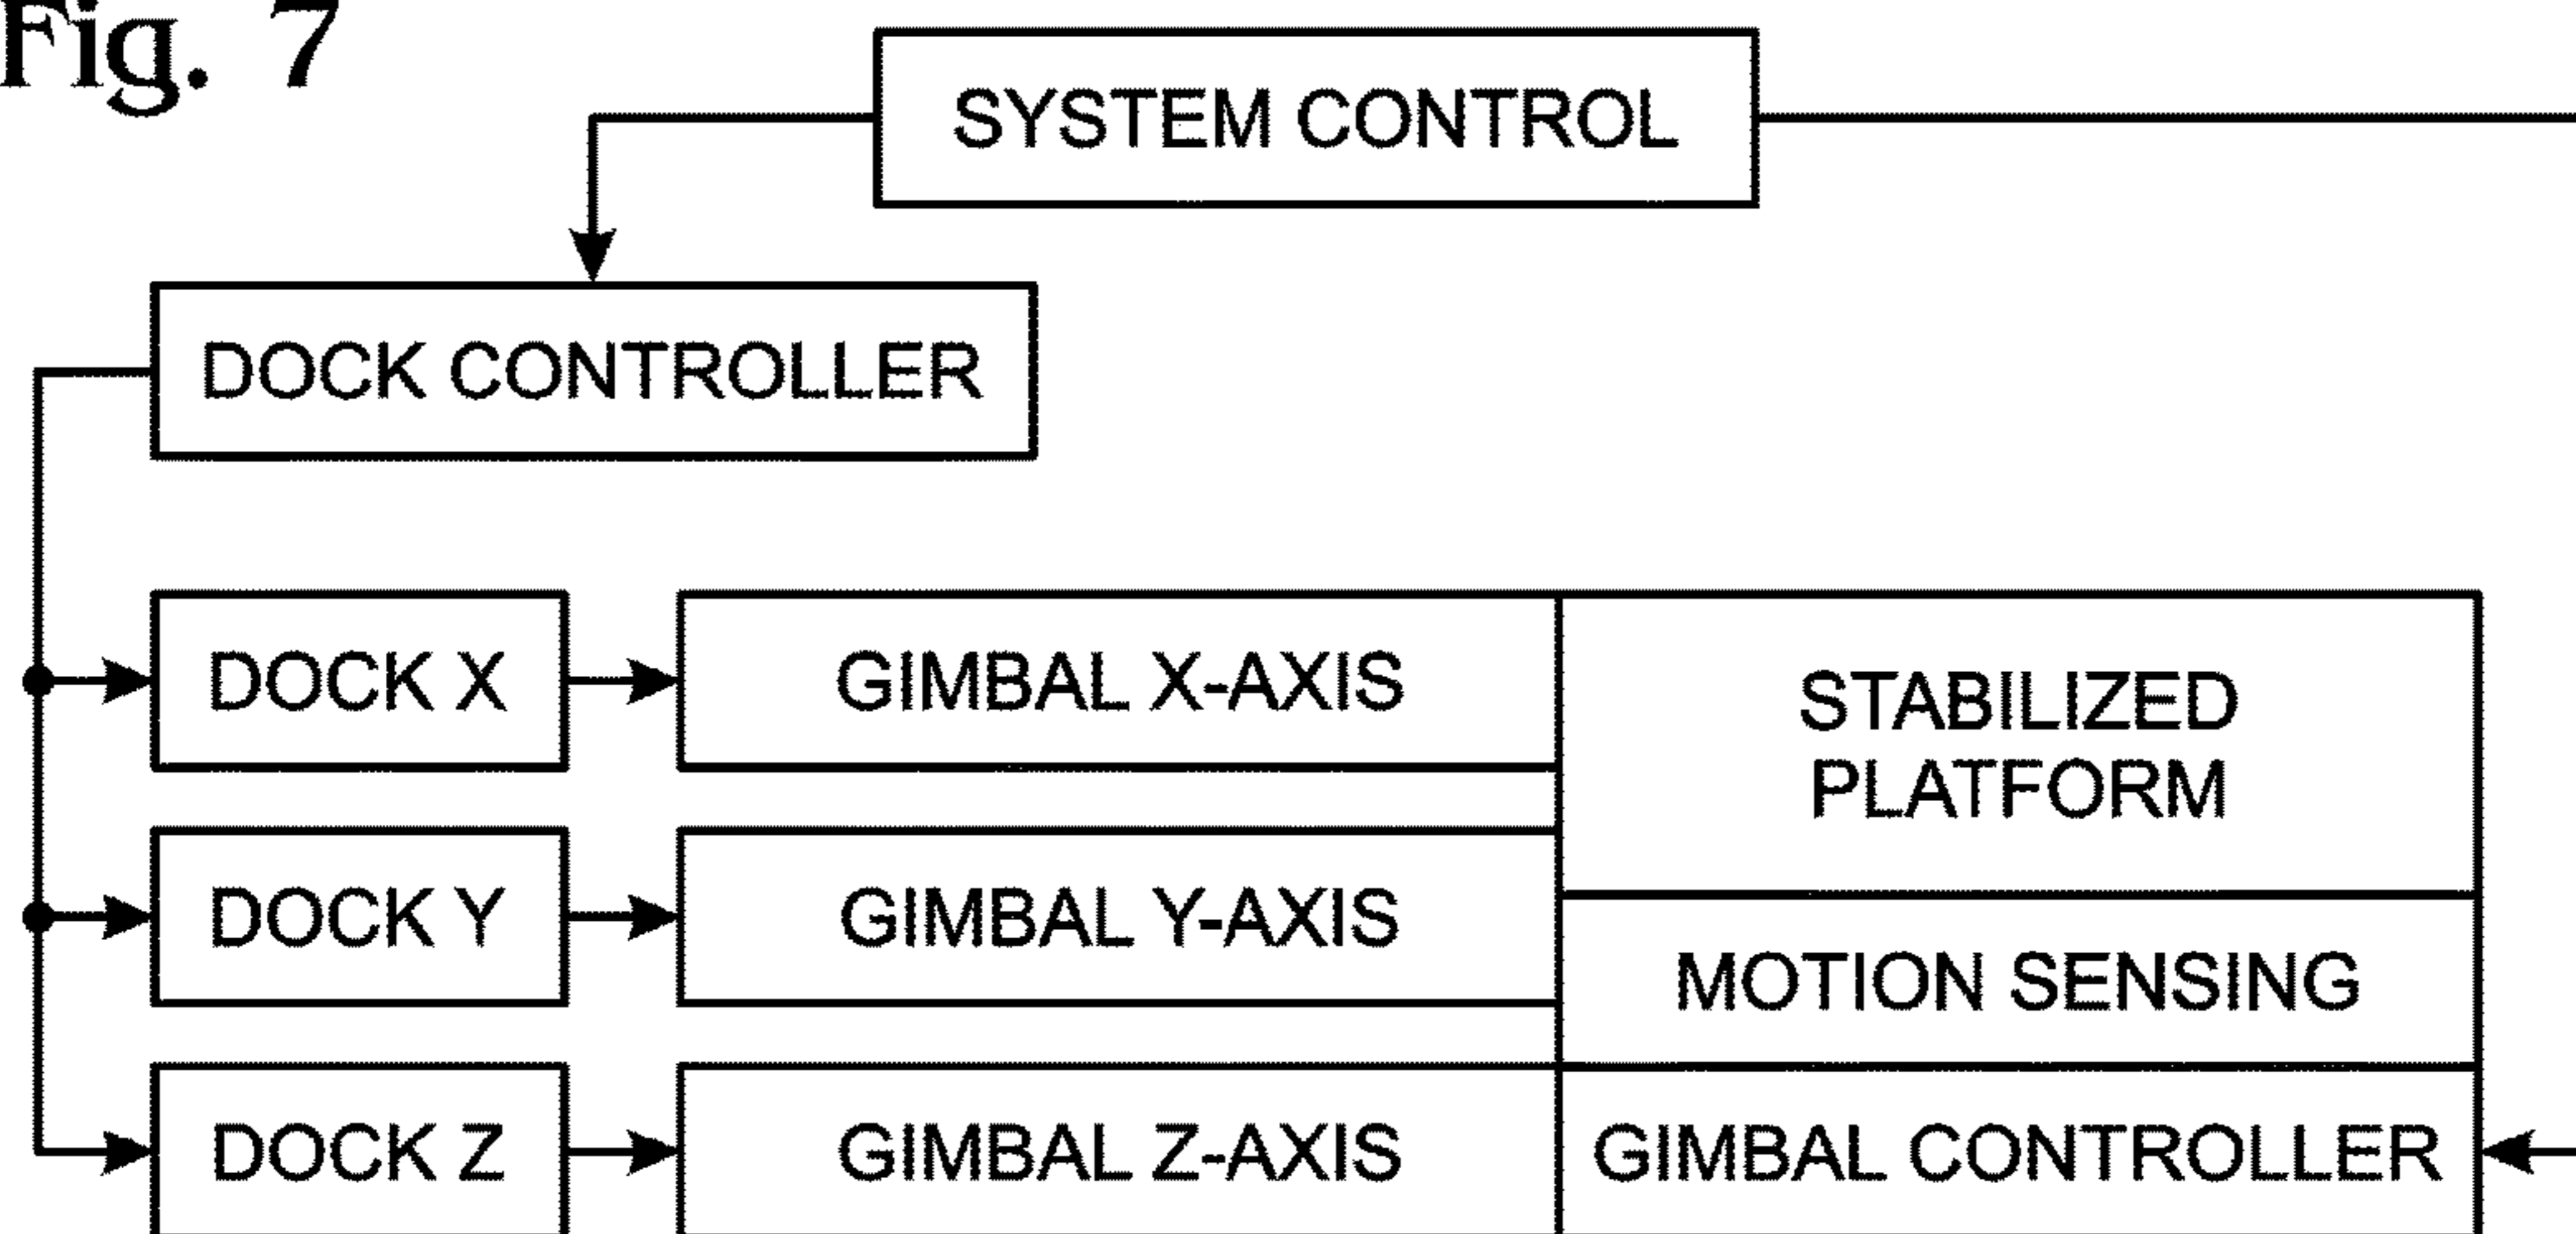 Fig. 7
SYSTEM CONTROL
DOCK CONTROLLER
DOCK X
GIMBAL X-AXIS
STABILIZED
PLATFORM
DOCK Y
GIMBAL Y-AXIS
MOTION SENSING
DOCK Z
GIMBAL Z-AXIS
GIMBAL CONTROLLER